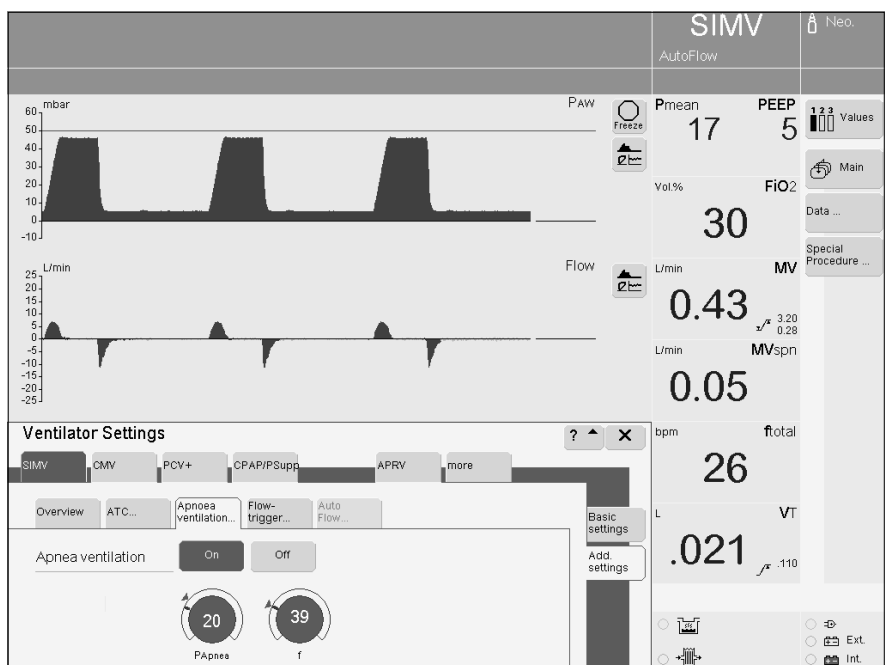 SIMV
AutoFlow
Neo.
mbar
PAW
60
50
40
30
20
10
0
-10
Freeze
L/min
Flow
25
20
15
10
5
0
-5
-10
-15
-20
-25
Pmean PEEP
17 5
Vol.% FiO2
30
L/min MV
0.43
3.20
0.28
L/min MVspn
0.05
bpm ftotal
26
L VT
.021
.110
1 2 3
Values
Main
Data ...
Special
Procedure ...
Ventilator Settings
? X
SIMV CMV PCV+ CPAP/PSupp APRV more
Overview ATC... Apnoea
ventilation... Flow-
trigger... Auto
Flow...
Basic
settings
Add.
settings
Apnea ventilation On Off
20 39
PApnea f
Ext.
Int.